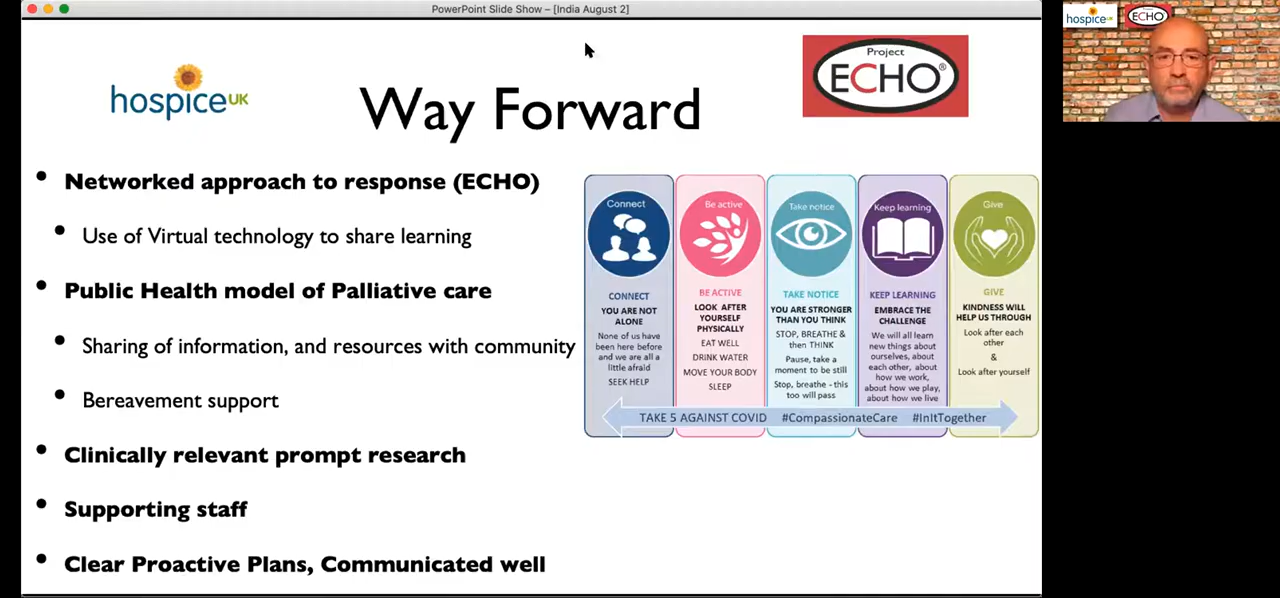 PowerPoint Slide Show – [India August 2]
hospice UK
Way Forward
Project
ECHO®
• Networked approach to response (ECHO)
• Use of Virtual technology to share learning
• Public Health model of Palliative care
• Sharing of information, and resources with community
• Bereavement support
• Clinically relevant prompt research
• Supporting staff
• Clear Proactive Plans, Communicated well
Connect
CONNECT
YOU ARE NOT
ALONE
None of us have
been here before
and we are all a
little afraid
SEEK HELP
Be active
BE ACTIVE
LOOK AFTER
YOURSELF
PHYSICALLY
EAT WELL
DRINK WATER
MOVE YOUR BODY
SLEEP
Take notice
TAKE NOTICE
YOU ARE STRONGER
THAN YOU THINK
STOP, BREATHE &
then THINK
Pause, take a
moment to be still
Stop, breathe - this
too will pass
Keep learning
KEEP LEARNING
EMBRACE THE
CHALLENGE
We will all learn
new things about
ourselves, about
each other, about
how we work,
about how we play,
about how we live
Give
GIVE
KINDNESS WILL
HELP US THROUGH
Look after each
other
&
Look after yourself
TAKE 5 AGAINST COVID #CompassionateCare #InItTogether
hospice UK
ECHO